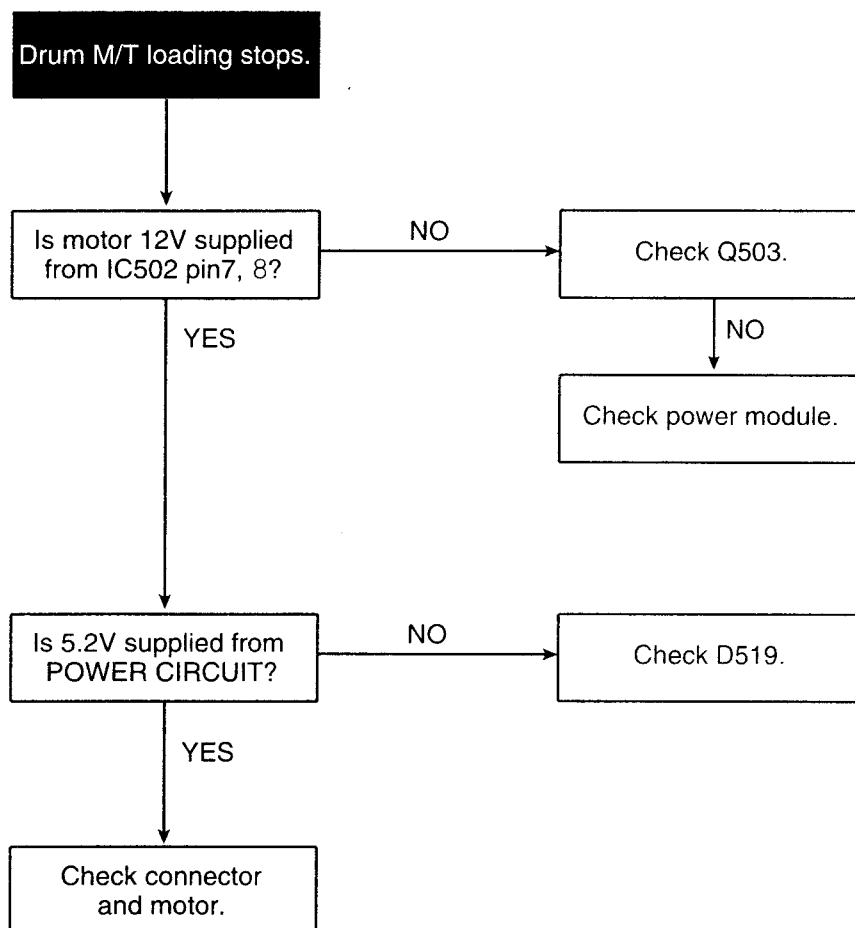 Drum M/T loading stops.
Is motor 12V supplied
from IC502 pin7, 8?
NO
Check Q503.
YES
NO
Check power module.
Is 5.2V supplied from
POWER CIRCUIT?
NO
Check D519.
YES
Check connector
and motor.